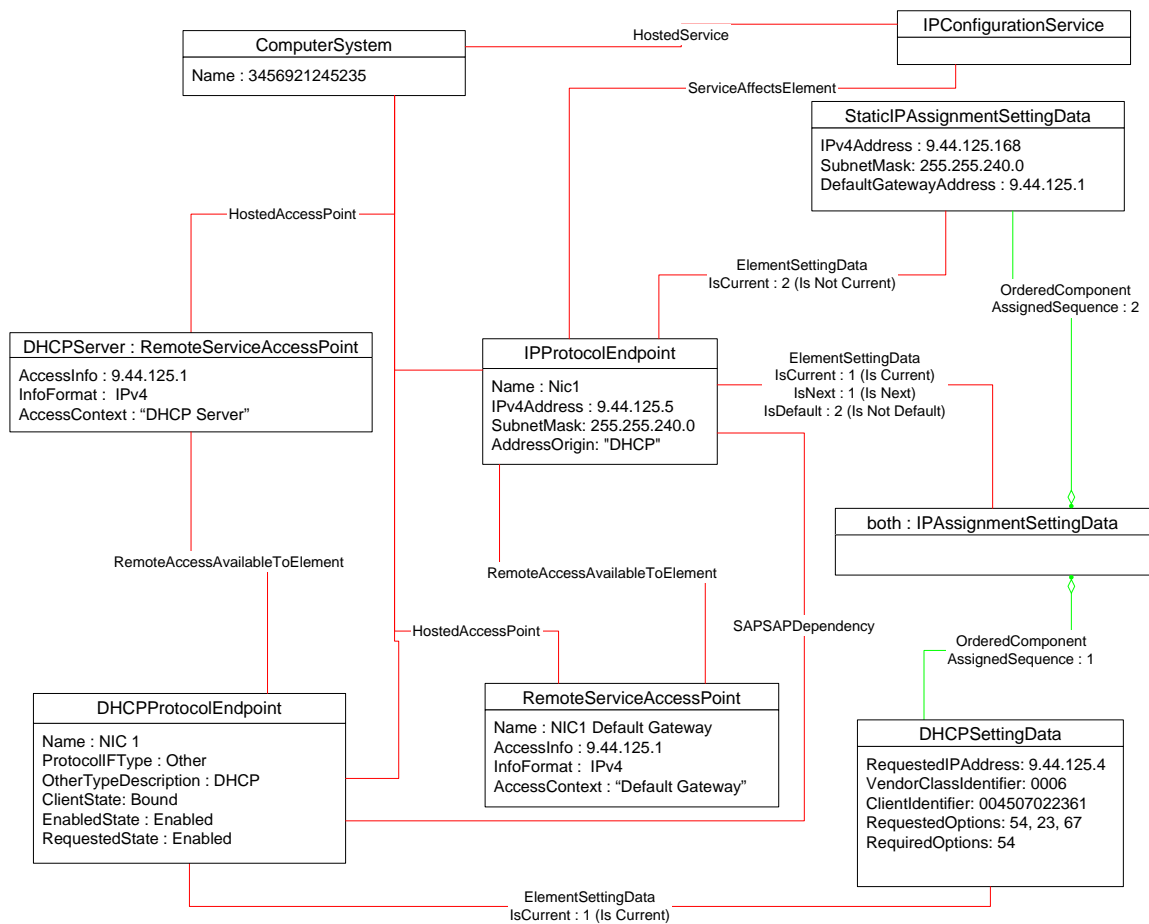 IPConfigurationService
HostedService
ComputerSystem
Name : 3456921245235
ServiceAffectsElement
StaticIPAssignmentSettingData
IPv4Address : 9.44.125.168
SubnetMask: 255.255.240.0
DefaultGatewayAddress : 9.44.125.1
HostedAccessPoint
ElementSettingData
IsCurrent : 2 (Is Not Current)
OrderedComponent
AssignedSequence : 2
DHCPServer : RemoteServiceAccessPoint
AccessInfo : 9.44.125.1
InfoFormat :  IPv4
AccessContext : “DHCP Server”
IPProtocolEndpoint
Name : Nic1
IPv4Address : 9.44.125.5
SubnetMask: 255.255.240.0
AddressOrigin: "DHCP"
ElementSettingData
IsCurrent : 1 (Is Current)
IsNext : 1 (Is Next)
IsDefault : 2 (Is Not Default)
both : IPAssignmentSettingData
RemoteAccessAvailableToElement
RemoteAccessAvailableToElement
HostedAccessPoint
SAPSAPDependency
OrderedComponent
AssignedSequence : 1
DHCPProtocolEndpoint
Name : NIC 1
ProtocolIFType : Other
OtherTypeDescription : DHCP
ClientState: Bound
EnabledState : Enabled
RequestedState : Enabled
RemoteServiceAccessPoint
Name : NIC1 Default Gateway
AccessInfo : 9.44.125.1
InfoFormat :  IPv4
AccessContext : “Default Gateway”
DHCPSettingData
RequestedIPAddress: 9.44.125.4
VendorClassIdentifier: 0006
ClientIdentifier: 004507022361
RequestedOptions: 54, 23, 67
RequiredOptions: 54
ElementSettingData
IsCurrent : 1 (Is Current)